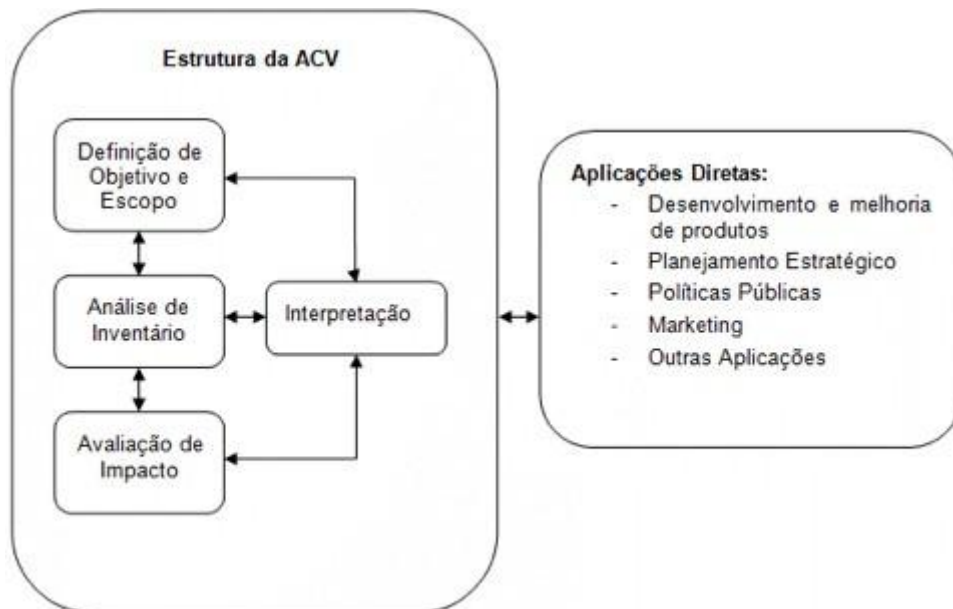 Estrutura da ACV
Definição de
Objetivo e
Escopo
Análise de
Inventário
Interpretação
Avaliação de
Impacto
Aplicações Diretas:
- Desenvolvimento e melhoria
de produtos
- Planejamento Estratégico
- Políticas Públicas
- Marketing
- Outras Aplicações